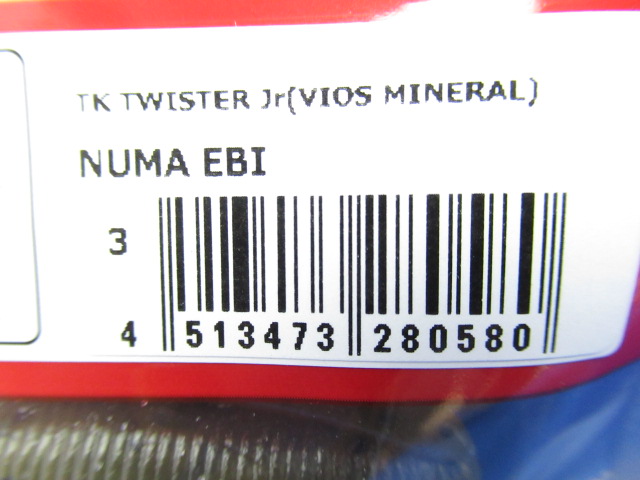 TK TWISTER Jr(VIOS MINERAL)
NUMA EBI
3
4 513473 280580